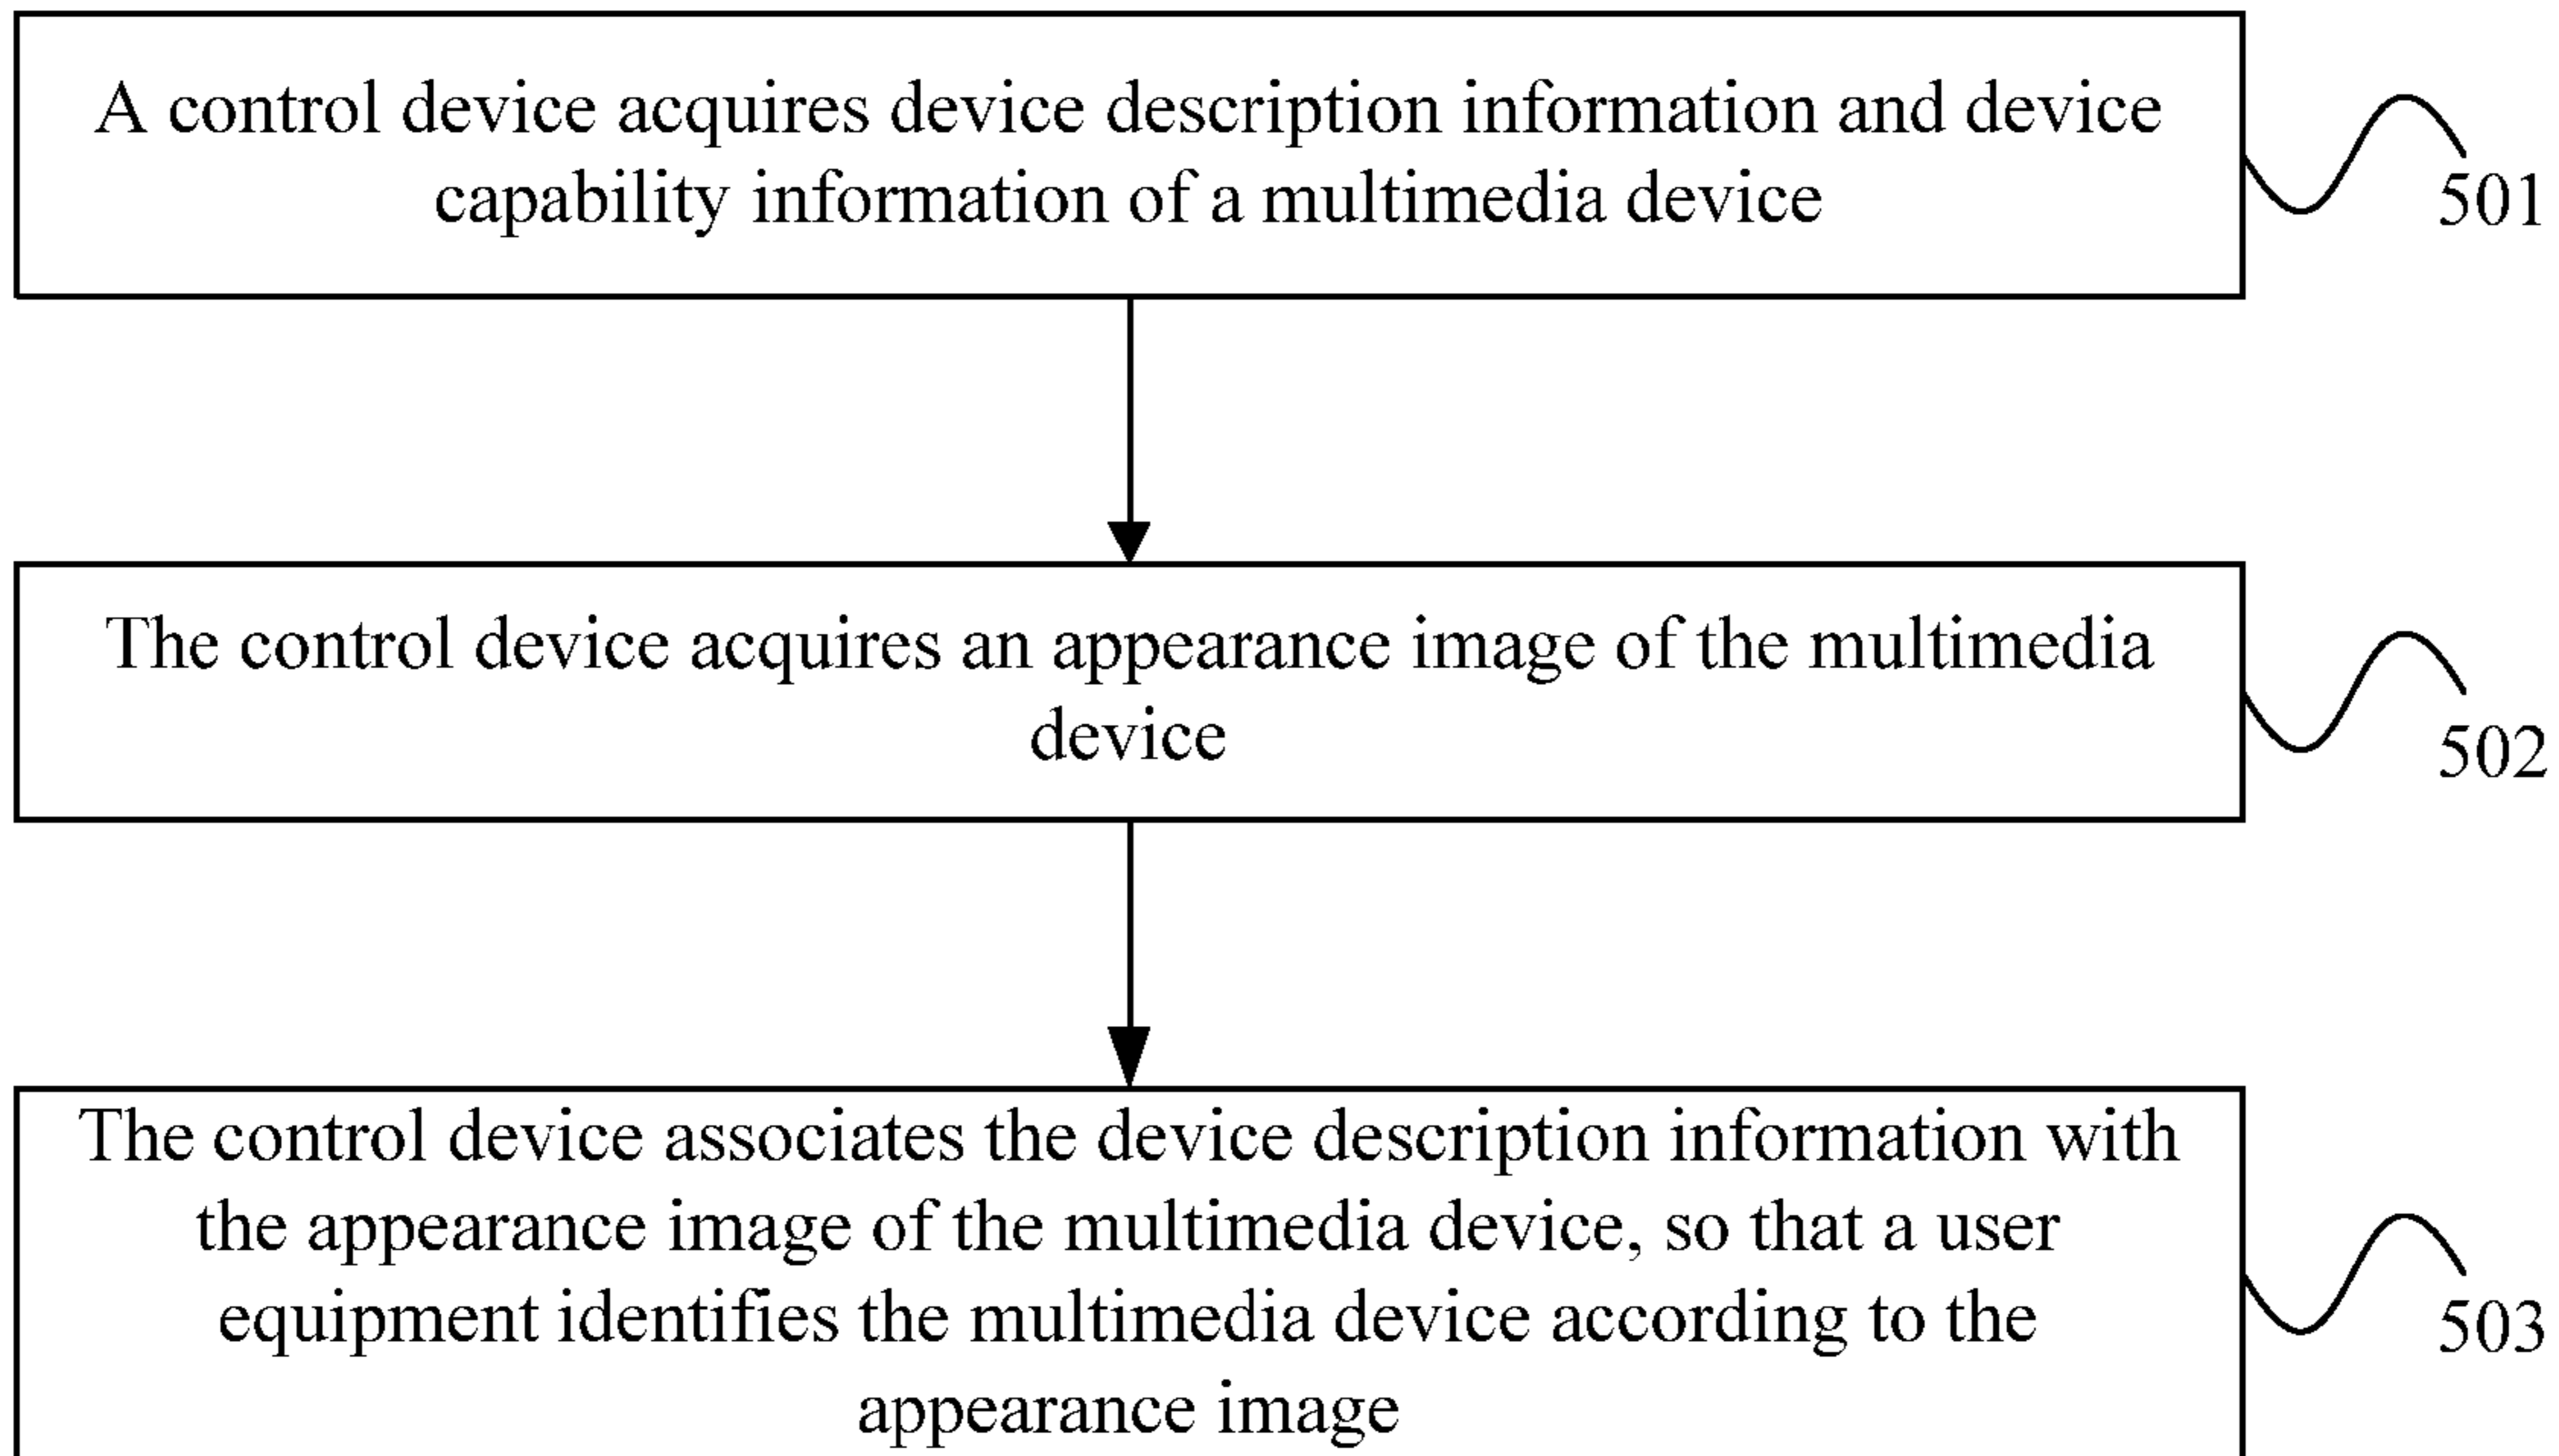 A control device acquires device description information and device
capability information of a multimedia device
501
The control device acquires an appearance image of the multimedia
device
502
The control device associates the device description information with
the appearance image of the multimedia device, so that a user
equipment identifies the multimedia device according to the
appearance image
503